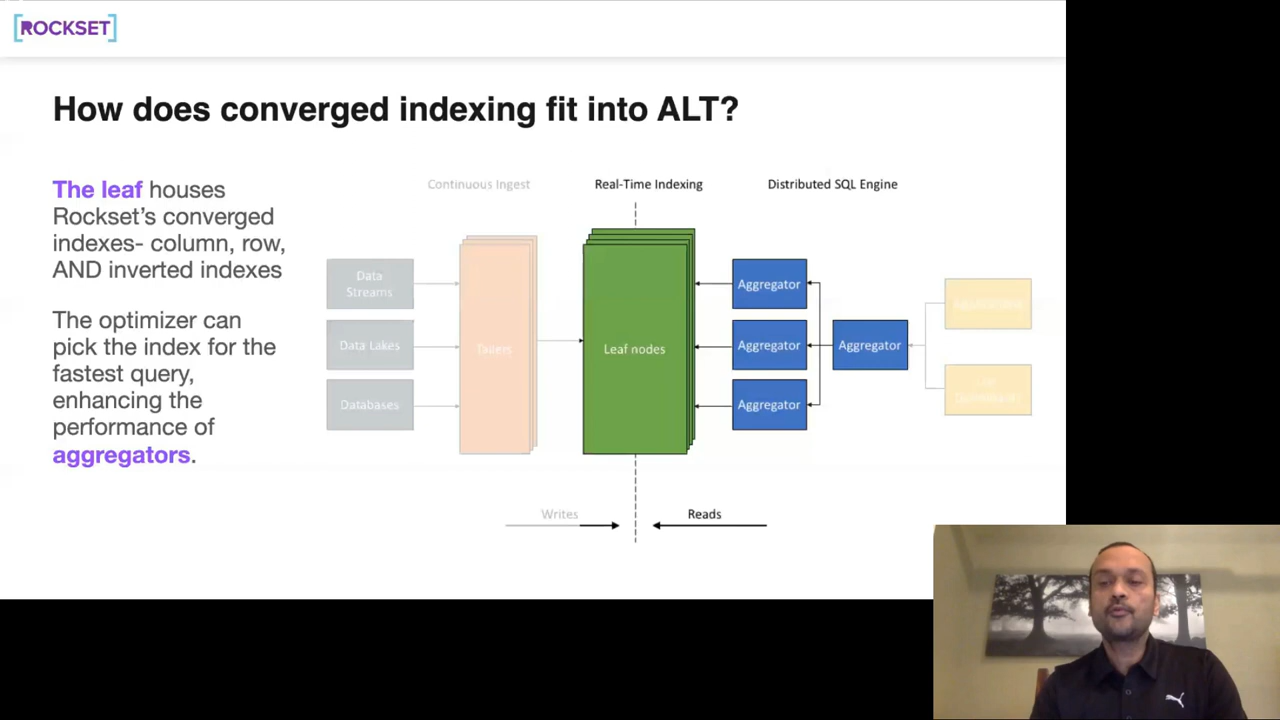 [ROCKSET]
How does converged indexing fit into ALT?
The leaf houses
Rockset's converged
indexes- column, row,
AND inverted indexes
The optimizer can
pick the index for the
fastest query,
enhancing the
performance of
aggregators.
Continuous Ingest
Real-Time Indexing
Distributed SQL Engine
Data
Streams
Data Lakes
Databases
Tailers
Leaf nodes
Aggregator
Aggregator
Aggregator
Aggregator
Writes
Reads